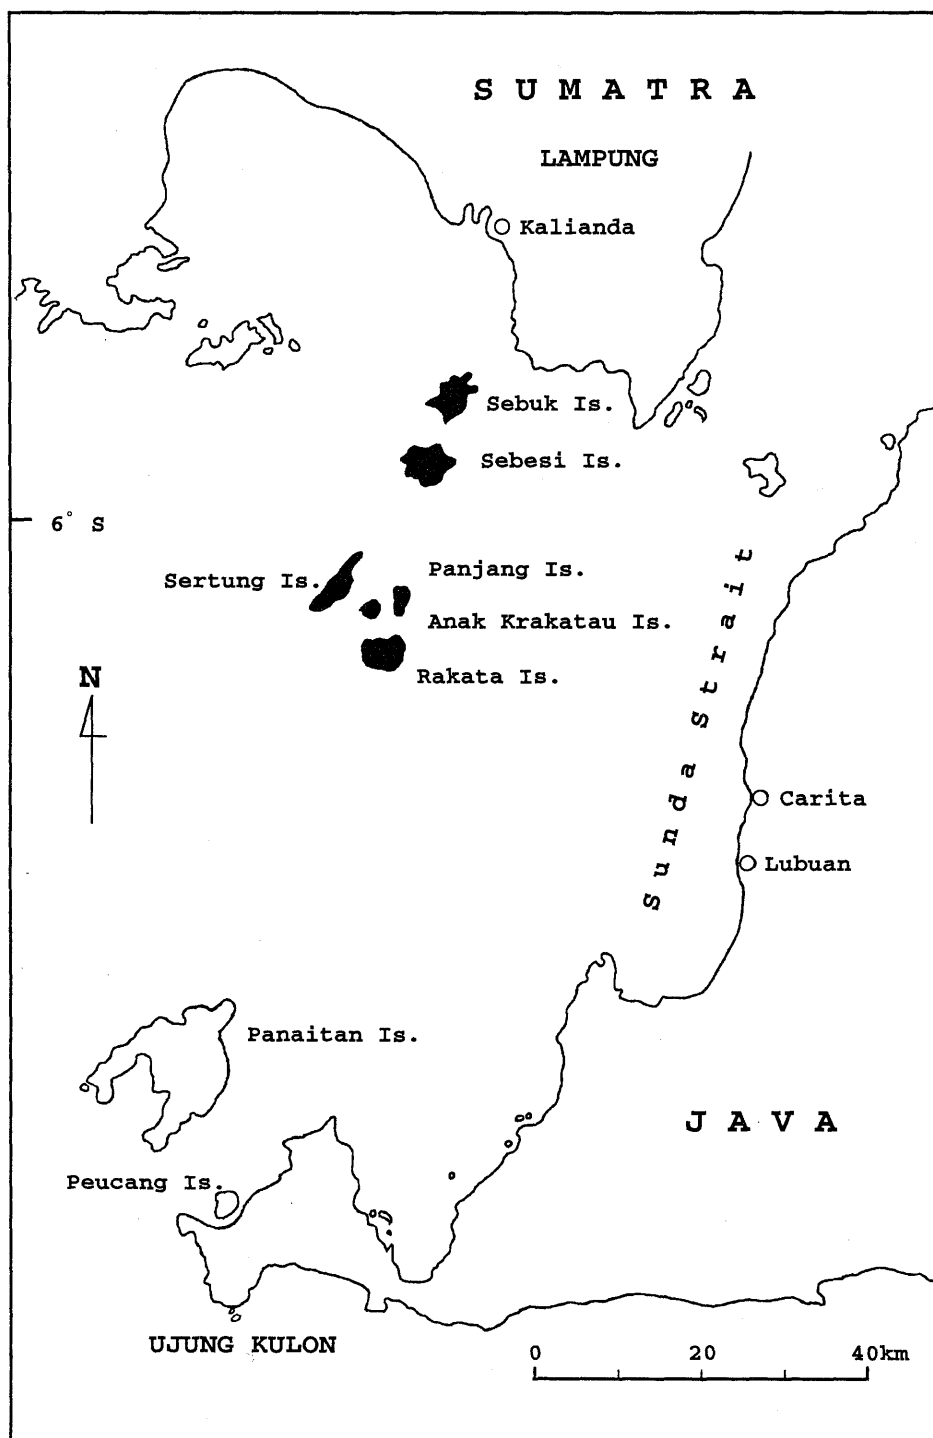 SUMATRA
LAMPUNG
Kalianda
Sebuk Is.
Sebesi Is.
6° S
Sertung Is.
Panjang Is.
Anak Krakatau Is.
Rakata Is.
N
Sunda Strait
Carita
Lubuan
Panaitan Is.
JAVA
Peucang Is.
UJUNG KULON
0 20 40km